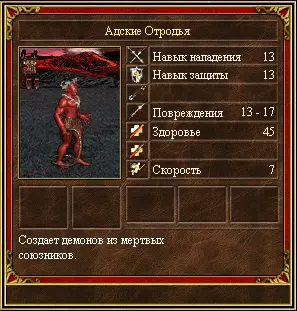 Адские Отродья
Навык нападения 13
Навык защиты 13
Повреждения 13 - 17
Здоровье 45
Скорость 7
Создает демонов из мертвых
союзников.